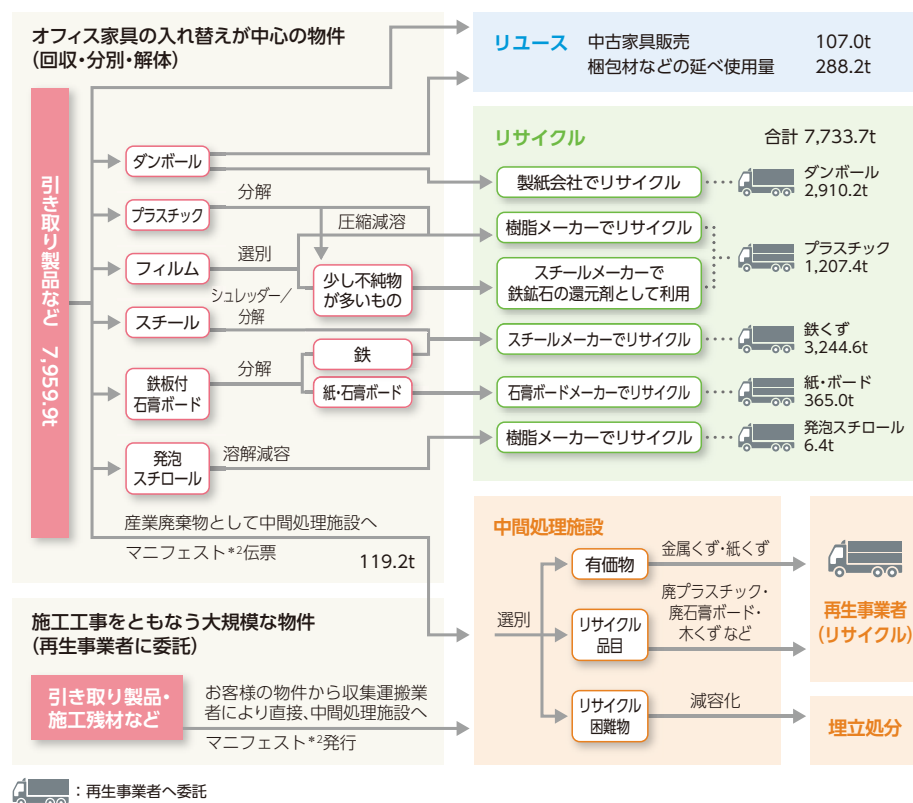 オフィス家具の入れ替えが中心の物件
(回収・分別・解体)
引き取り製品など 7,959.9t
ダンボール
プラスチック
フィルム
スチール
鉄板付
石膏ボード
発泡
スチロール
分解
圧縮減溶
選別
少し不純物
が多いもの
シュレッダー/
分解
分解
鉄
紙・石膏ボード
溶解減容
産業廃棄物として中間処理施設へ
マニフェスト*2伝票
119.2t
リユース
中古家具販売 107.0t
梱包材などの延べ使用量 288.2t
リサイクル
合計 7,733.7t
製紙会社でリサイクル
ダンボール
2,910.2t
樹脂メーカーでリサイクル
スチールメーカーで
鉄鉱石の還元剤として利用
プラスチック
1,207.4t
スチールメーカーでリサイクル
鉄くず
3,244.6t
石膏ボードメーカーでリサイクル
紙・ボード
365.0t
樹脂メーカーでリサイクル
発泡スチロール
6.4t
施工工事をともなう大規模な物件
(再生事業者に委託)
引き取り製品・
施工残材など
お客様の物件から収集運搬業
者により直接、中間処理施設へ
マニフェスト*2発行
中間処理施設
選別
有価物
金属くず・紙くず
リサイクル
品目
廃プラスチック・
廃石膏ボード・
木くずなど
リサイクル
困難物
減容化
再生事業者
(リサイクル)
埋立処分
:再生事業者へ委託